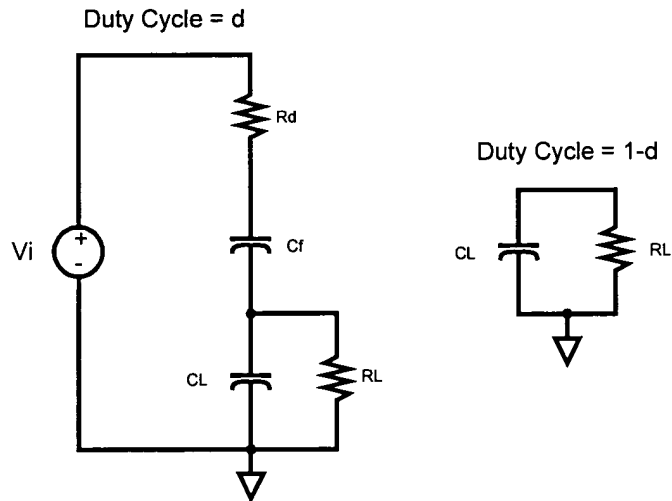 Duty Cycle = d
Rd
Vi
+
-
Cf
CL
RL
Duty Cycle = 1-d
CL
RL